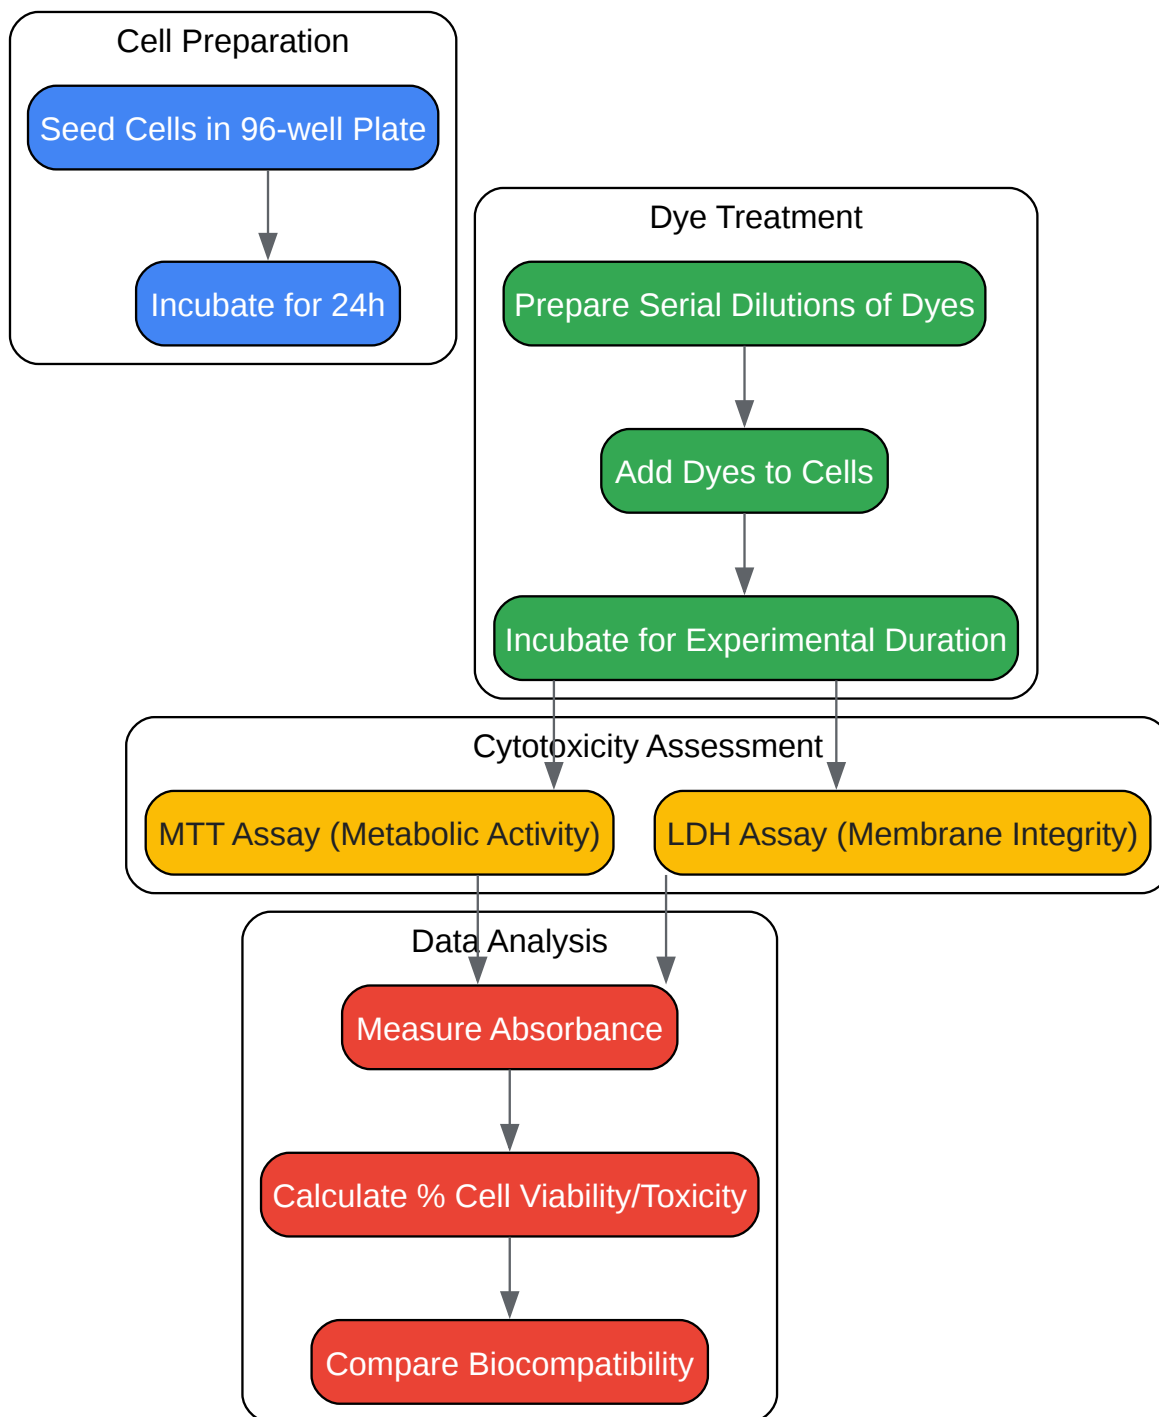 Cell Preparation
Seed Cells in 96-well Plate
Incubate for 24h
Dye Treatment
Prepare Serial Dilutions of Dyes
Add Dyes to Cells
Incubate for Experimental Duration
Cytotoxicity Assessment
MTT Assay (Metabolic Activity)
LDH Assay (Membrane Integrity)
Data Analysis
Measure Absorbance
Calculate % Cell Viability/Toxicity
Compare Biocompatibility